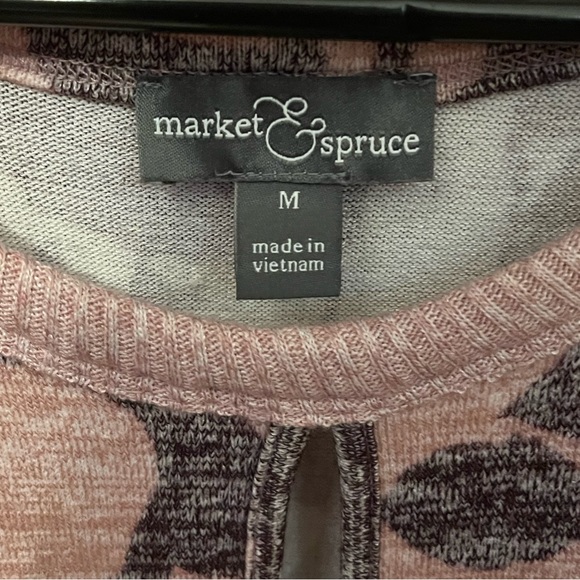 market & spruce
M
made in
vietnam